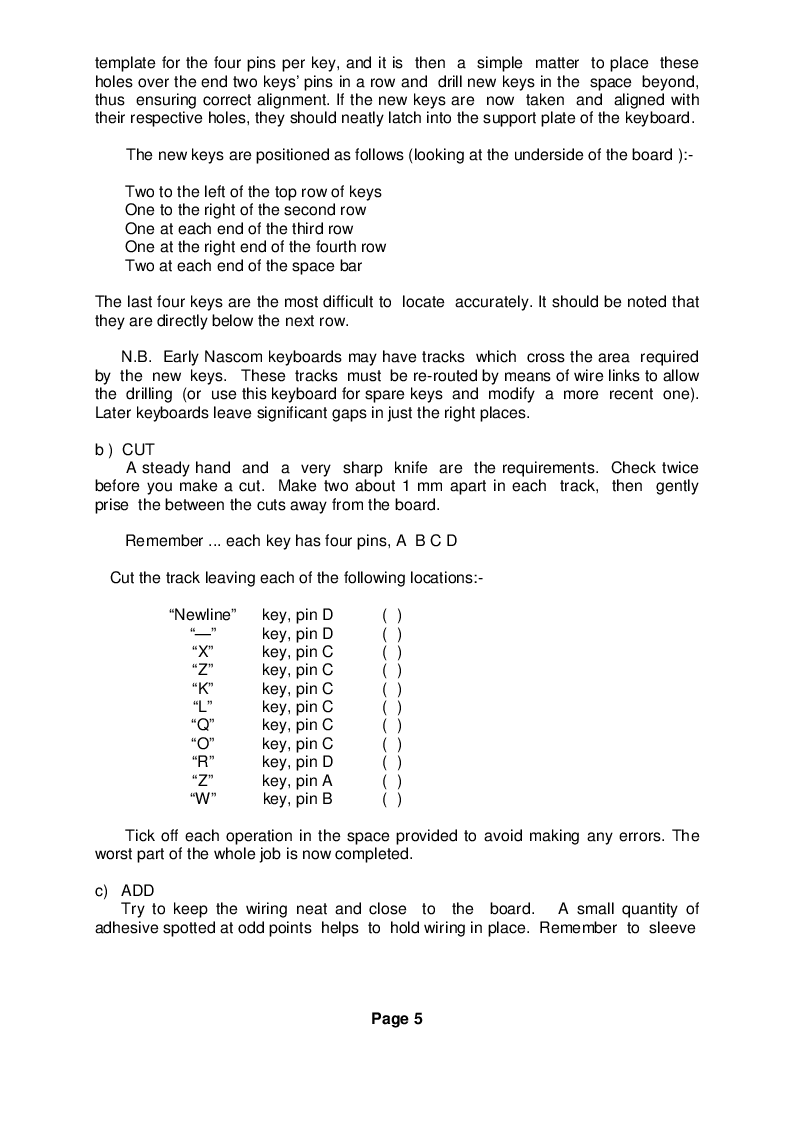 template for the four pins per key, and it is then a simple matter to place these
holes over the end two keys’ pins in a row and drill new keys in the space beyond,
thus ensuring correct alignment. If the new keys are now taken and aligned with
their respective holes, they should neatly latch into the support plate of the keyboard.
The new keys are positioned as follows (looking at the underside of the board ):-
Two to the left of the top row of keys
One to the right of the second row
One at each end of the third row
One at the right end of the fourth row
Two at each end of the space bar
The last four keys are the most difficult to locate accurately. It should be noted that
they are directly below the next row.
N.B. Early Nascom keyboards may have tracks which cross the area required
by the new keys. These tracks must be re-routed by means of wire links to allow
the drilling (or use this keyboard for spare keys and modify a more recent one).
Later keyboards leave significant gaps in just the right places.
b ) CUT
A steady hand and a very sharp knife are the requirements. Check twice
before you make a cut. Make two about 1 mm apart in each track, then gently
prise the between the cuts away from the board.
Remember ... each key has four pins, A B C D
Cut the track leaving each of the following locations:-
“Newline” key, pin D ( )
“—” key, pin D ( )
“X” key, pin C ( )
“Z” key, pin C ( )
“K” key, pin C ( )
“L” key, pin C ( )
“Q” key, pin C ( )
“O” key, pin C ( )
“R” key, pin D ( )
“Z” key, pin A ( )
“W” key, pin B ( )
Tick off each operation in the space provided to avoid making any errors. The
worst part of the whole job is now completed.
c) ADD
Try to keep the wiring neat and close to the board. A small quantity of
adhesive spotted at odd points helps to hold wiring in place. Remember to sleeve
Page 5